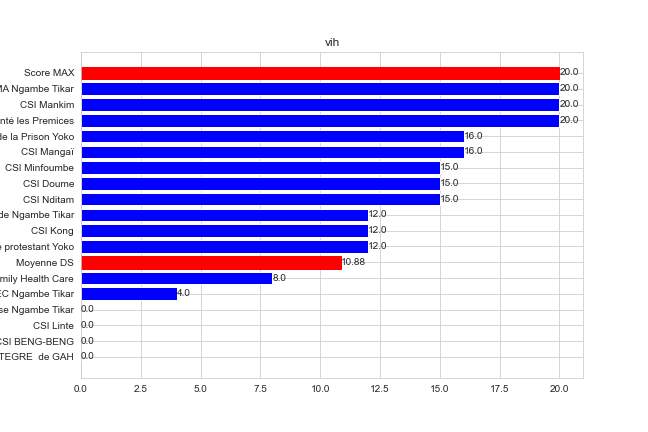 vih
Score MAX 20.0
MA Ngambe Tikar 20.0
CSI Mankim 20.0
nté les Premices 20.0
de la Prison Yoko 16.0
CSI Mangaï 16.0
CSI Minfoumbe 15.0
CSI Doume 15.0
CSI Nditam 15.0
de Ngambe Tikar 12.0
CSI Kong 12.0
protestant Yoko 12.0
Moyenne DS 10.88
mily Health Care 8.0
EC Ngambe Tikar 4.0
se Ngambe Tikar 0.0
CSI Linte 0.0
CSI BENG-BENG 0.0
TEGRE de GAH 0.0
0.0 2.5 5.0 7.5 10.0 12.5 15.0 17.5 20.0